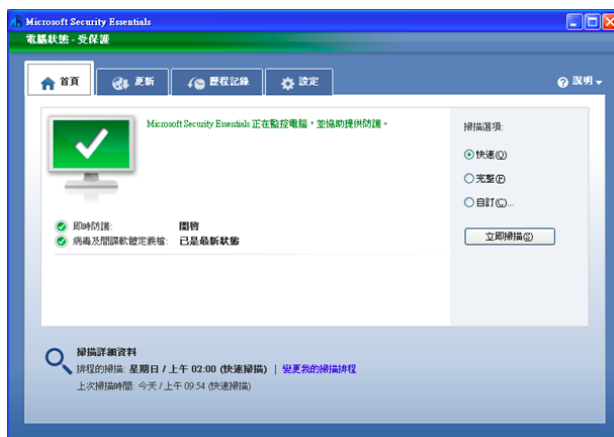 Microsoft Security Essentials
電腦狀態 - 受保護
首頁
更新
歷程記錄
設定
說明
Microsoft Security Essentials 正在監控電腦，並協助提供防護。
即時防護: 開啓
病毒及間諜軟體定義檔: 已是最新狀態
掃描選項:
快速(Q)
完整(F)
自訂(C)...
立即掃描(S)
掃描詳細資料
排程的掃描: 星期日 / 上午 02:00 (快速掃描) | 變更我的掃描排程
上次掃描時間: 今天 / 上午 09:54 (快速掃描)